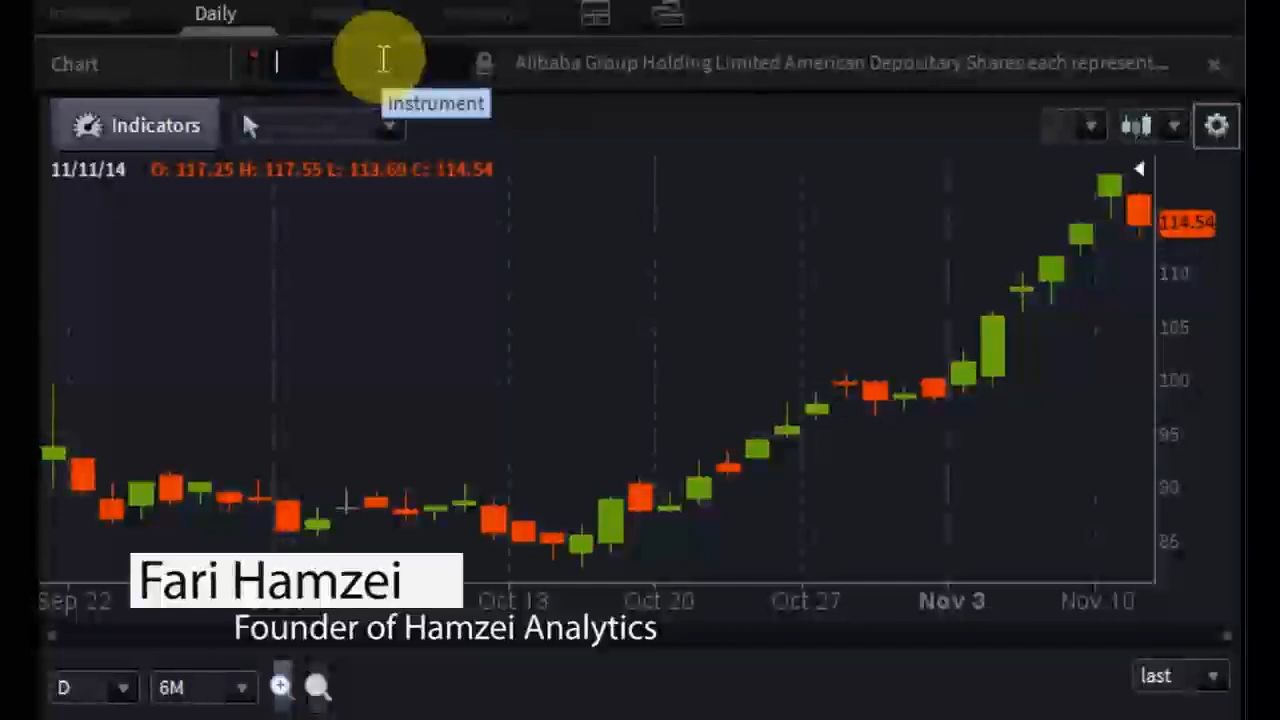 Daily
Chart
Alibaba Group Holding Limited American Depositary Shares each represent...
Instrument
Indicators
11/11/14 O: 117.25 H: 117.55 L: 113.69 C: 114.54
114.54
110
105
100
95
90
85
Fari Hamzei
Sep 22 Oct 13 Oct 20 Oct 27 Nov 3 Nov 10
Founder of Hamzei Analytics
D 6M last